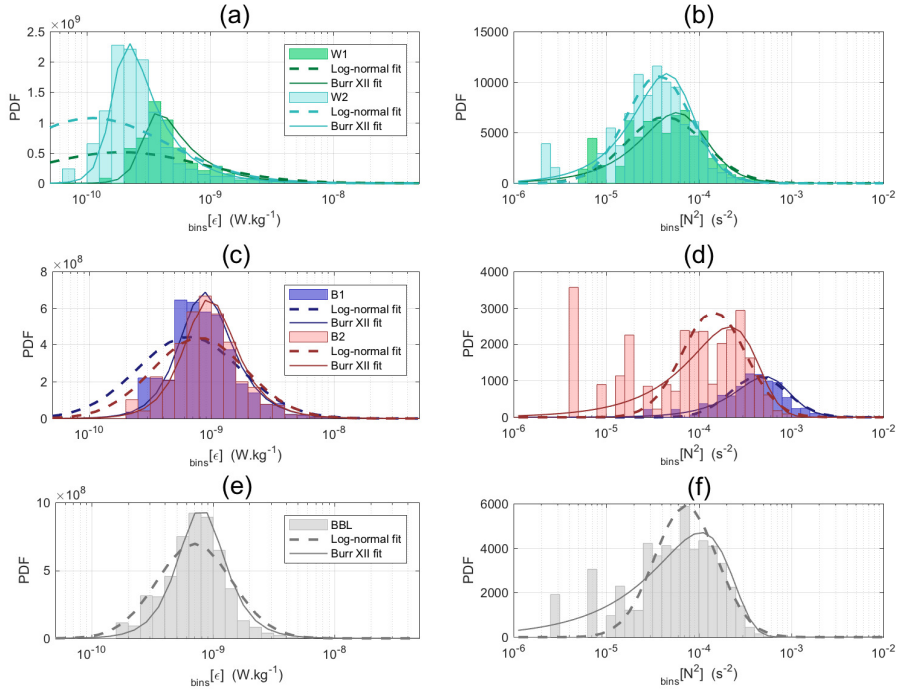 (a)
×10⁹
2.5
2
1.5
1
0.5
0
PDF
10⁻¹⁰
10⁻⁹
10⁻⁸
bins[ϵ] (W.kg⁻¹)
W1
Log-normal fit
Burr XII fit
W2
Log-normal fit
Burr XII fit
(b)
15000
10000
5000
0
PDF
10⁻⁶
10⁻⁵
10⁻⁴
10⁻³
10⁻²
bins[N²] (s⁻²)
(c)
×10⁸
8
6
4
2
0
PDF
10⁻¹⁰
10⁻⁹
10⁻⁸
bins[ϵ] (W.kg⁻¹)
B1
Log-normal fit
Burr XII fit
B2
Log-normal fit
Burr XII fit
(d)
4000
3000
2000
1000
0
PDF
10⁻⁶
10⁻⁵
10⁻⁴
10⁻³
10⁻²
bins[N²] (s⁻²)
(e)
×10⁸
10
5
0
PDF
10⁻¹⁰
10⁻⁹
10⁻⁸
bins[ϵ] (W.kg⁻¹)
BBL
Log-normal fit
Burr XII fit
(f)
6000
4000
2000
0
PDF
10⁻⁶
10⁻⁵
10⁻⁴
10⁻³
10⁻²
bins[N²] (s⁻²)